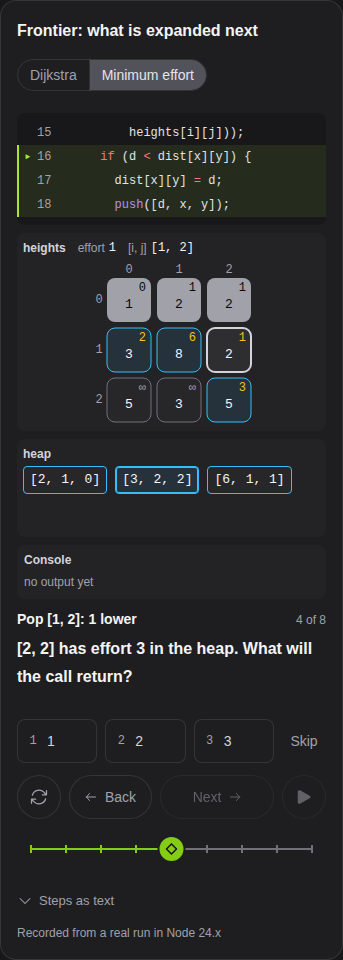 Frontier: what is expanded next
Dijkstra Minimum effort
15 heights[i][j]));
16 if (d < dist[x][y]) {
17 dist[x][y] = d;
18 push([d, x, y]);
heights effort 1 [i, j] [1, 2]
0 1 2
0 1 1
0 1 2 2
2 6 1
1 3 8 2
∞ ∞ 3
2 5 3 5
heap
[2, 1, 0] [3, 2, 2] [6, 1, 1]
Console
no output yet
Pop [1, 2]: 1 lower 4 of 8
[2, 2] has effort 3 in the heap. What will
the call return?
1 1 2 2 3 3 Skip
Back Next
Steps as text
Recorded from a real run in Node 24.x